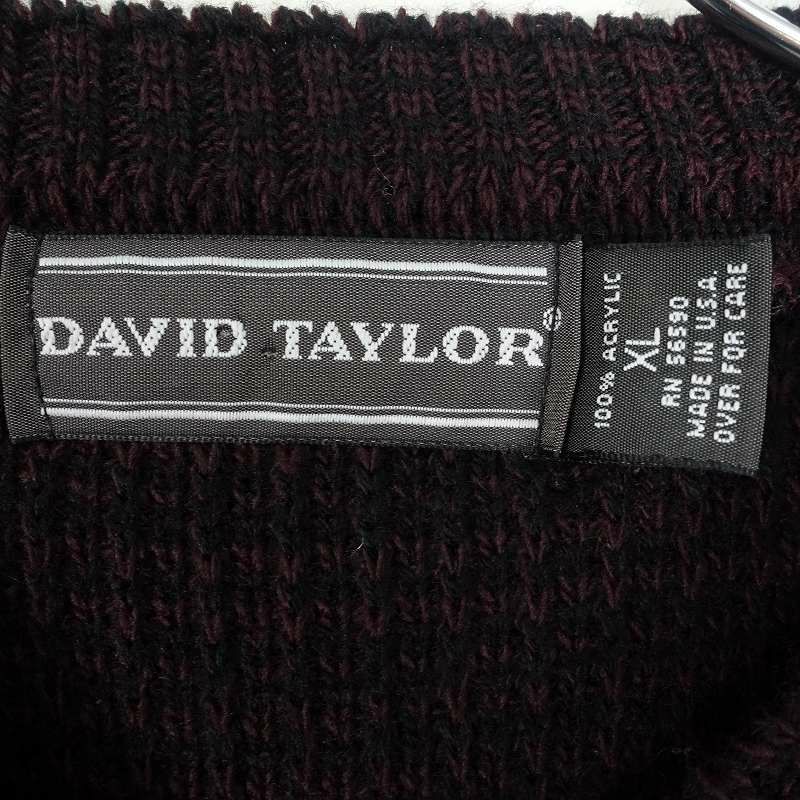 DAVID TAYLOR®
100% ACRYLIC
XL
RN 56590
MADE IN U.S.A.
OVER FOR CARE